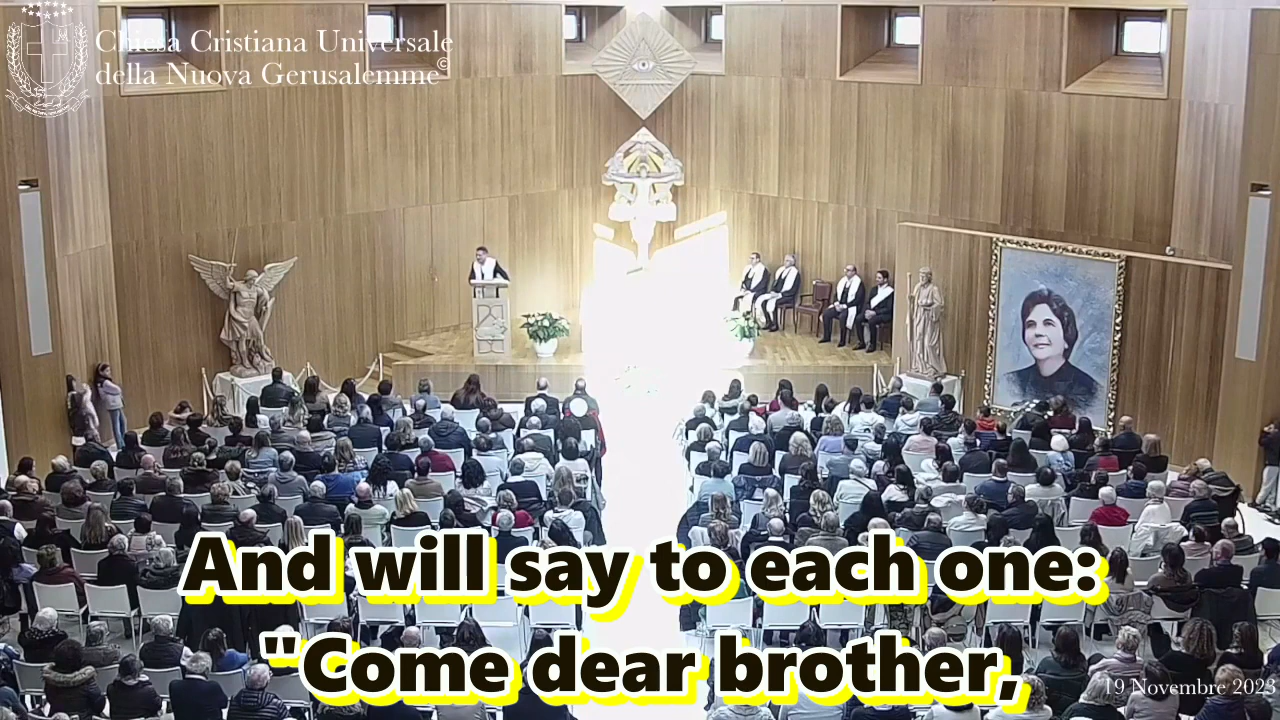 Chiesa Cristiana Universale
della Nuova Gerusalemme©
And will say to each one:
"Come dear brother,
19 Novembre 2023